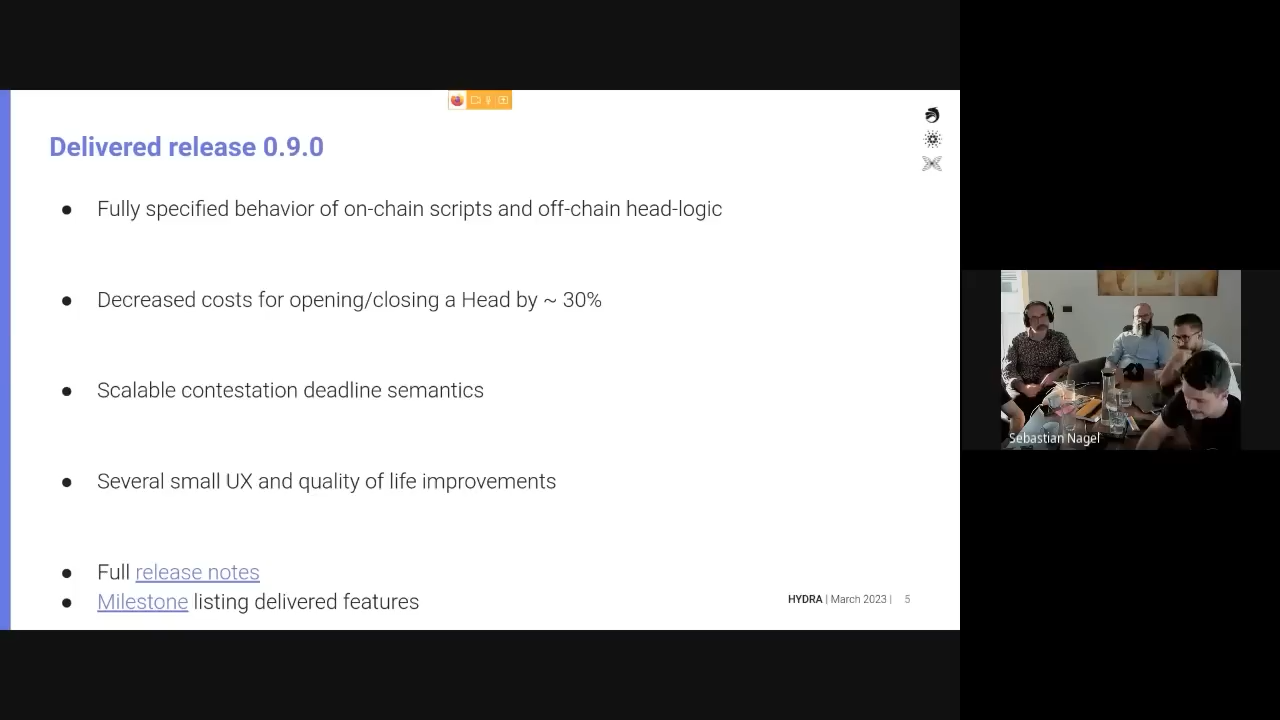 Delivered release 0.9.0
● Fully specified behavior of on-chain scripts and off-chain head-logic
● Decreased costs for opening/closing a Head by ~ 30%
● Scalable contestation deadline semantics
● Several small UX and quality of life improvements
● Full release notes
● Milestone listing delivered features
HYDRA | March 2023 | 5
Sebastian Nagel